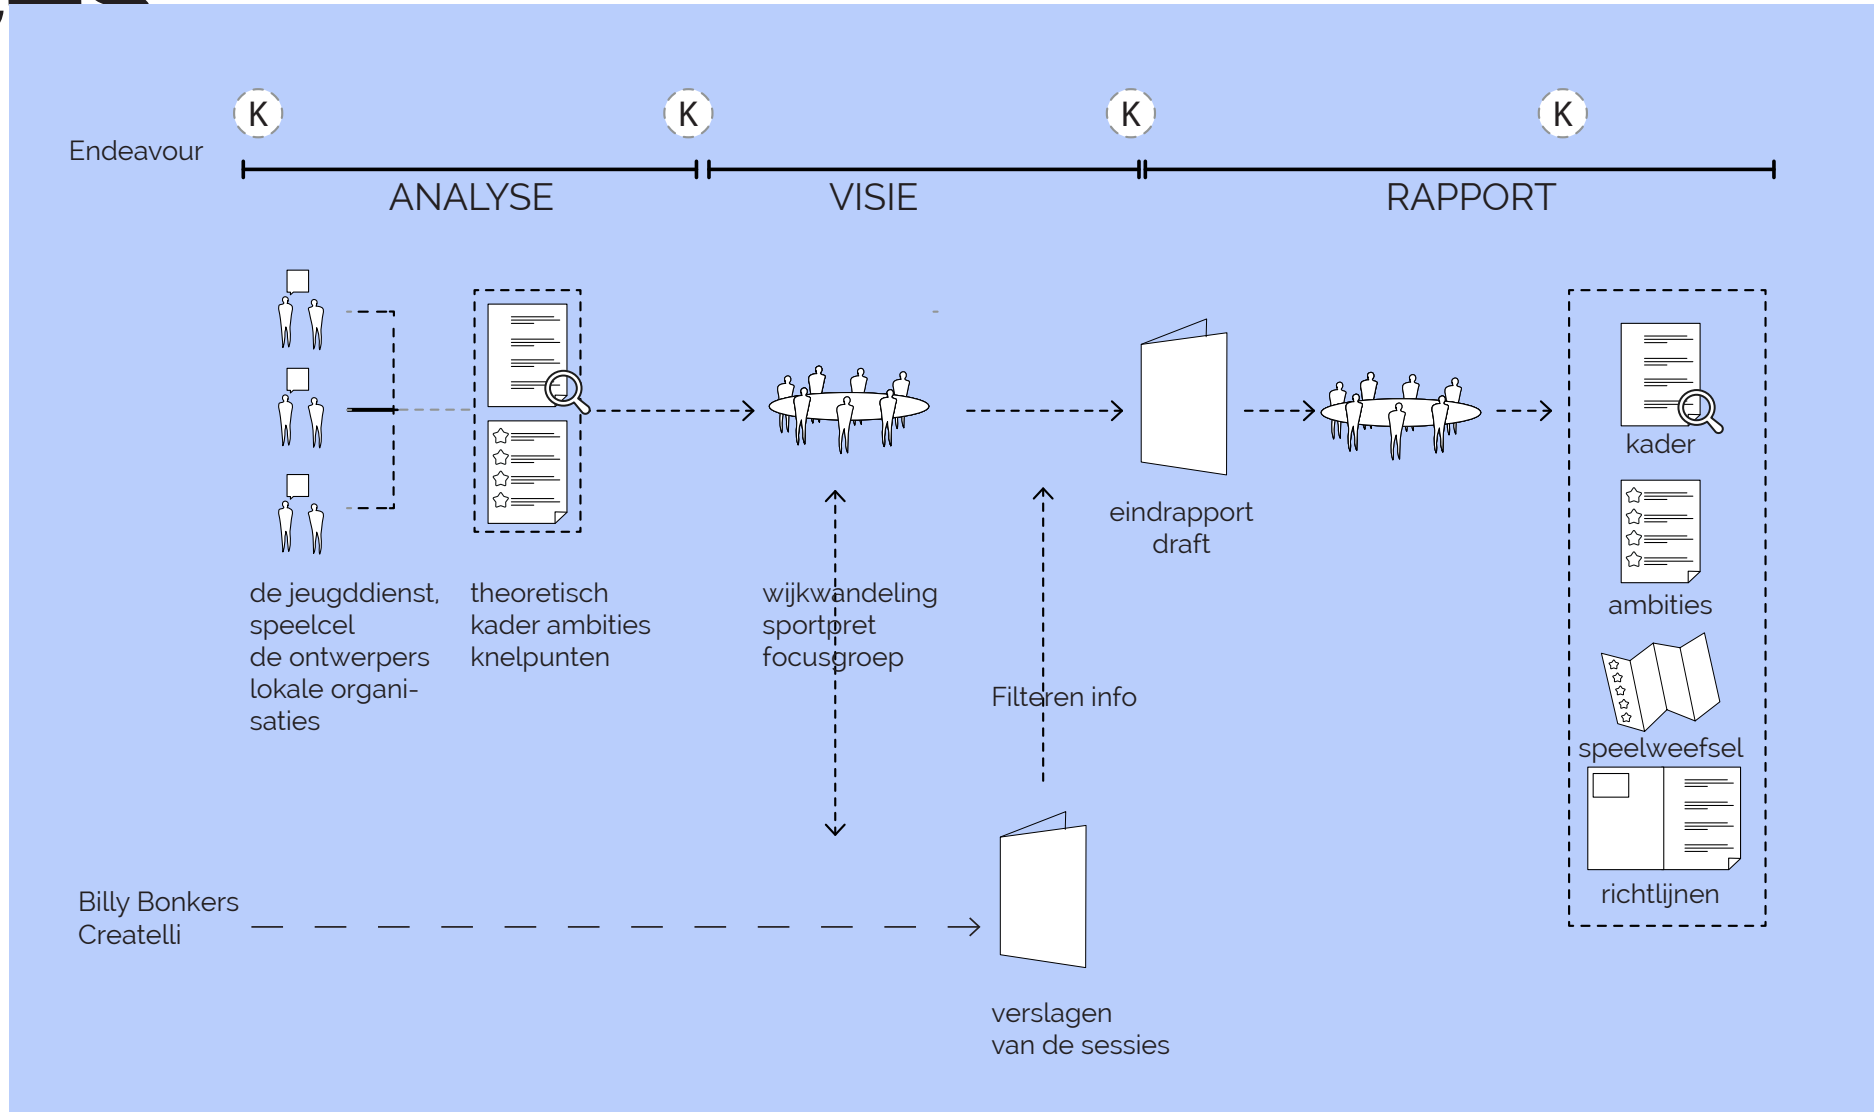 K
K
K
K
Endeavour
ANALYSE
VISIE
RAPPORT
de jeugddienst,
speelcel
de ontwerpers
lokale organi-
saties
theoretisch
kader ambities
knelpunten
wijkwandeling
sportpret
focusgroep
Filteren info
eindrapport
draft
kader
ambities
speelweefsel
richtlijnen
Billy Bonkers
Createlli
verslagen
van de sessies